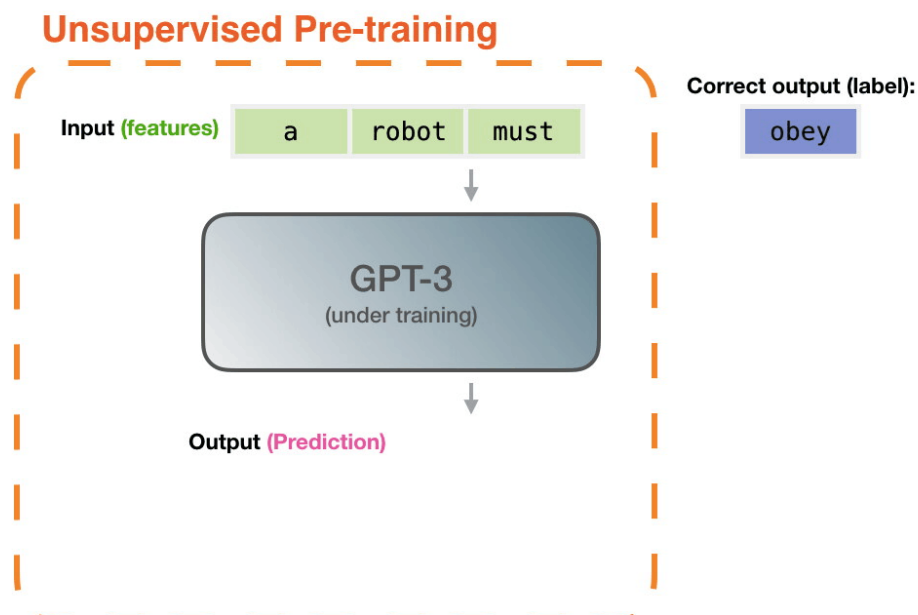 Unsupervised Pre-training
Correct output (label):
Input (features) a robot must
obey
GPT-3
(under training)
Output (Prediction)